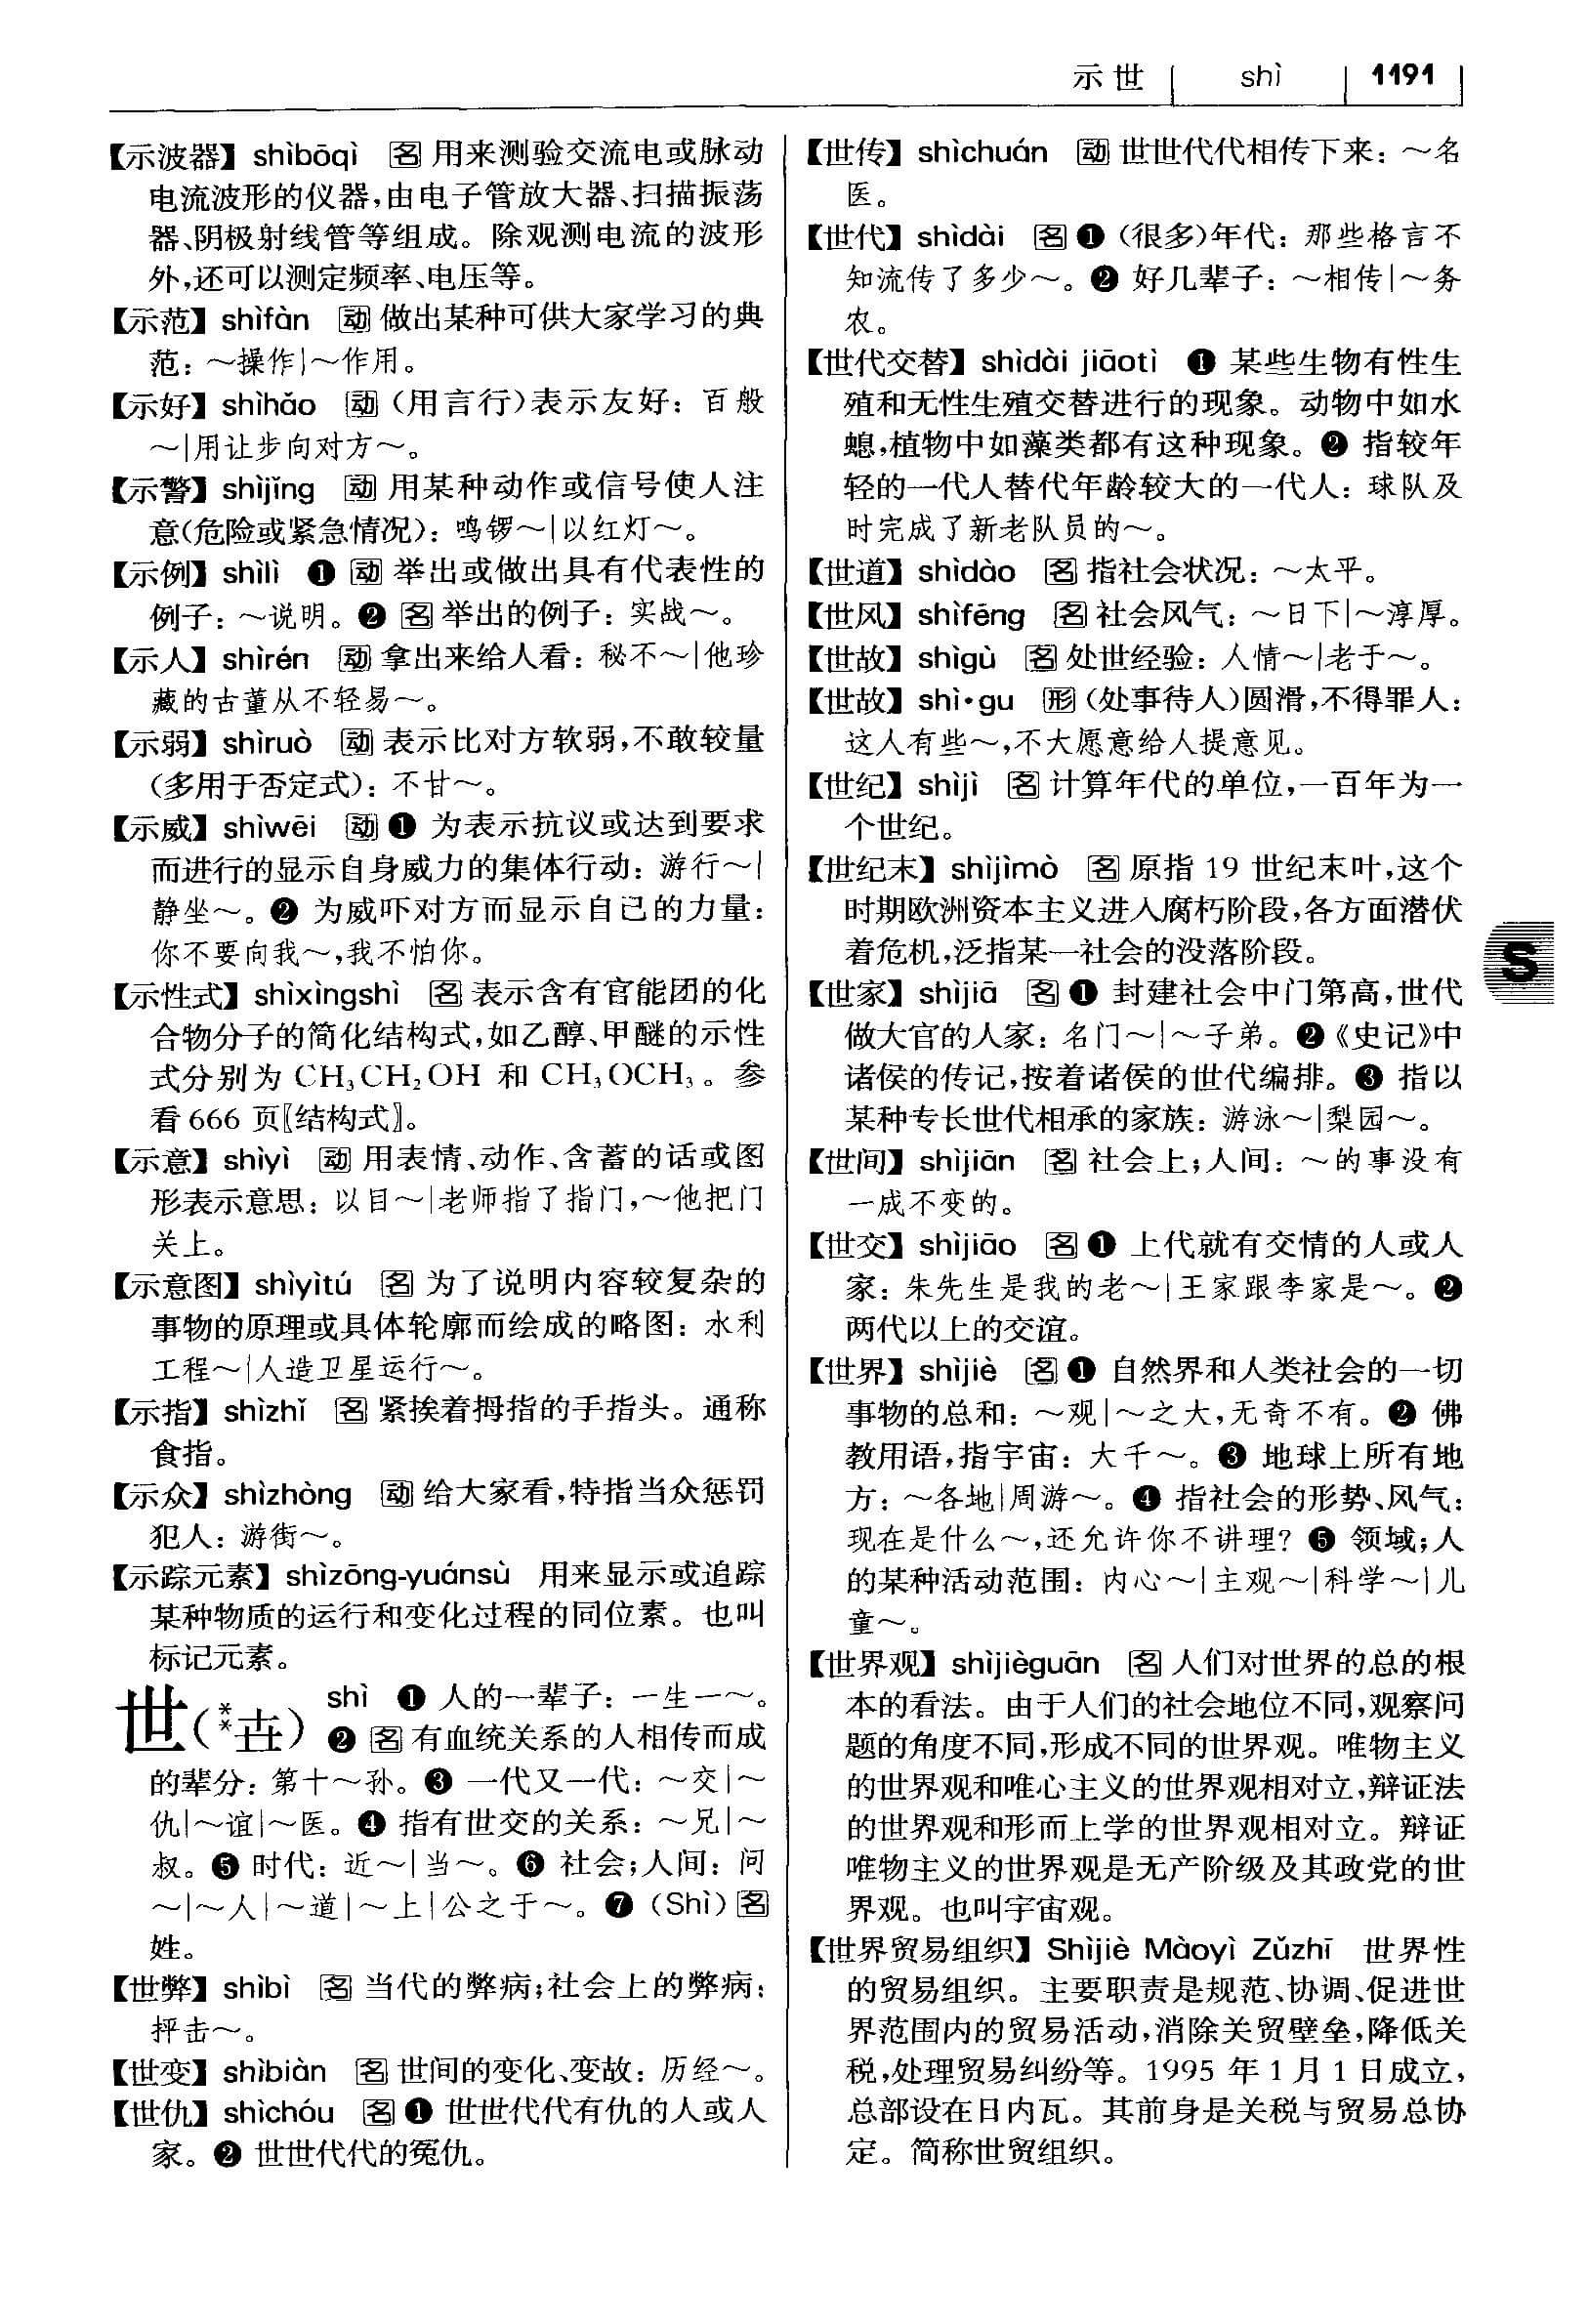 示世 shì 1191
【示波器】 shìbōqì 名 用来测验交流电或脉动
电流波形的仪器,由电子管放大器、扫描振荡
器、阴极射线管等组成。除观测电流的波形
外,还可以测定频率、电压等。
【示范】 shìfàn 动 做出某种可供大家学习的典
范：～操作|～作用。
【示好】 shìhǎo 动（用言行）表示友好：百般
～|用让步向对方～。
【示警】 shìjǐng 动 用某种动作或信号使人注
意(危险或紧急情况)：鸣锣～|以红灯～。
【示例】 shìlì ❶ 动 举出或做出具有代表性的
例子：～说明。❷ 名 举出的例子：实战～。
【示人】 shìrén 动 拿出来给人看：秘不～|他珍
藏的古董从不轻易～。
【示弱】 shìruò 动 表示比对方软弱,不敢较量
(多用于否定式)：不甘～。
【示威】 shìwēi 动 ❶ 为表示抗议或达到要求
而进行的显示自身威力的集体行动：游行～|
静坐～。❷ 为威吓对方而显示自己的力量：
你不要向我～,我不怕你。
【示性式】 shìxìngshì 名 表示含有官能团的化
合物分子的简化结构式,如乙醇、甲醚的示性
式分别为 CH₃CH₂OH 和 CH₃OCH₃。参
看 666 页〖结构式〗。
【示意】 shìyì 动 用表情、动作、含蓄的话或图
形表示意思：以目～|老师指了指门,～他把门
关上。
【示意图】 shìyìtú 名 为了说明内容较复杂的
事物的原理或具体轮廓而绘成的略图：水利
工程～|人造卫星运行～。
【示指】 shìzhǐ 名 紧挨着拇指的手指头。通称
食指。
【示众】 shìzhòng 动 给大家看,特指当众惩罚
犯人：游街～。
【示踪元素】 shìzōng-yuánsù 用来显示或追踪
某种物质的运行和变化过程的同位素。也叫
标记元素。
世(**卋) shì ❶ 人的一辈子：一生一～。
❷ 名 有血统关系的人相传而成
的辈分：第十～孙。❸ 一代又一代：～交|～
仇|～谊|～医。❹ 指有世交的关系：～兄|～
叔。❺ 时代：近～|当～。❻ 社会;人间：问
～|～人|～道|～上|公之于～。❼ (Shì) 名
姓。
【世弊】 shìbì 名 当代的弊病;社会上的弊病：
抨击～。
【世变】 shìbiàn 名 世间的变化、变故：历经～。
【世仇】 shìchóu 名 ❶ 世世代代有仇的人或人
家。❷ 世世代代的冤仇。
【世传】 shìchuán 动 世世代代相传下来：～名
医。
【世代】 shìdài 名 ❶ (很多)年代：那些格言不
知流传了多少～。❷ 好几辈子：～相传|～务
农。
【世代交替】 shìdài jiāotì ❶ 某些生物有性生
殖和无性生殖交替进行的现象。动物中如水
螅,植物中如藻类都有这种现象。❷ 指较年
轻的一代人替代年龄较大的一代人：球队及
时完成了新老队员的～。
【世道】 shìdào 名 指社会状况：～太平。
【世风】 shìfēng 名 社会风气：～日下|～淳厚。
【世故】 shìgù 名 处世经验：人情～|老于～。
【世故】 shì•gu 形 (处事待人)圆滑,不得罪人：
这人有些～,不大愿意给人提意见。
【世纪】 shìjì 名 计算年代的单位,一百年为一
个世纪。
【世纪末】 shìjìmò 名 原指 19 世纪末叶,这个
时期欧洲资本主义进入腐朽阶段,各方面潜伏
着危机,泛指某一社会的没落阶段。
【世家】 shìjiā 名 ❶ 封建社会中门第高,世代
做大官的人家：名门～|～子弟。❷《史记》中
诸侯的传记,按着诸侯的世代编排。❸ 指以
某种专长世代相承的家族：游泳～|梨园～。
【世间】 shìjiān 名 社会上;人间：～的事没有
一成不变的。
【世交】 shìjiāo 名 ❶ 上代就有交情的人或人
家：朱先生是我的老～|王家跟李家是～。❷
两代以上的交谊。
【世界】 shìjiè 名 ❶ 自然界和人类社会的一切
事物的总和：～观|～之大,无奇不有。❷ 佛
教用语,指宇宙：大千～。❸ 地球上所有地
方：～各地|周游～。❹ 指社会的形势、风气：
现在是什么～,还允许你不讲理? ❺ 领域;人
的某种活动范围：内心～|主观～|科学～|儿
童～。
【世界观】 shìjièguān 名 人们对世界的总的根
本的看法。由于人们的社会地位不同,观察问
题的角度不同,形成不同的世界观。唯物主义
的世界观和唯心主义的世界观相对立,辩证法
的世界观和形而上学的世界观相对立。辩证
唯物主义的世界观是无产阶级及其政党的世
界观。也叫宇宙观。
【世界贸易组织】 Shìjiè Màoyì Zǔzhī 世界性
的贸易组织。主要职责是规范、协调、促进世
界范围内的贸易活动,消除关贸壁垒,降低关
税,处理贸易纠纷等。1995 年 1 月 1 日成立,
总部设在日内瓦。其前身是关税与贸易总协
定。简称世贸组织。
S